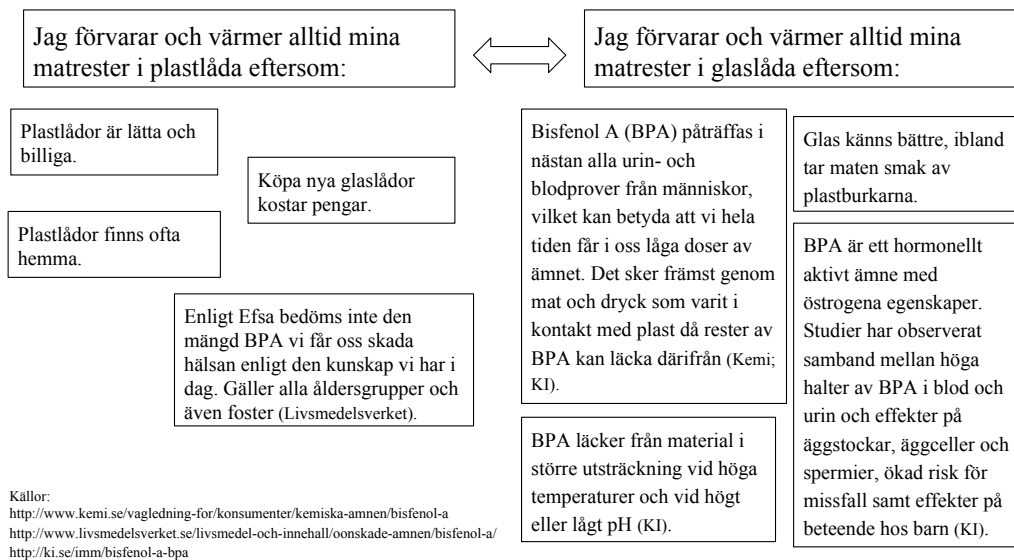 Jag förvarar och värmer alltid mina
matrester i plastlåda eftersom:
Jag förvarar och värmer alltid mina
matrester i glaslåda eftersom:
Plastlådor är lätta och
billiga.
Köpa nya glaslådor
kostar pengar.
Plastlådor finns ofta
hemma.
Enligt Efsa bedöms inte den
mängd BPA vi får oss skada
hälsan enligt den kunskap vi har i
dag. Gäller alla åldersgrupper och
även foster (Livsmedelsverket).
Bisfenol A (BPA) påträffas i
nästan alla urin- och
blodprover från människor,
vilket kan betyda att vi hela
tiden får i oss låga doser av
ämnet. Det sker främst genom
mat och dryck som varit i
kontakt med plast då rester av
BPA kan läcka därifrån (Kemi;
KI).
Glas känns bättre, ibland
tar maten smak av
plastburkarna.
BPA är ett hormonellt
aktivt ämne med
östrogena egenskaper.
Studier har observerat
samband mellan höga
halter av BPA i blod och
urin och effekter på
äggstockar, äggceller och
spermier, ökad risk för
missfall samt effekter på
beteende hos barn (KI).
BPA läcker från material i
större utsträckning vid höga
temperaturer och vid högt
eller lågt pH (KI).
Källor:
http://www.kemi.se/vagledning-for/konsumenter/kemiska-amnen/bisfenol-a
http://www.livsmedelsverket.se/livsmedel-och-innehall/oonskade-amnen/bisfenol-a/
http://ki.se/imm/bisfenol-a-bpa